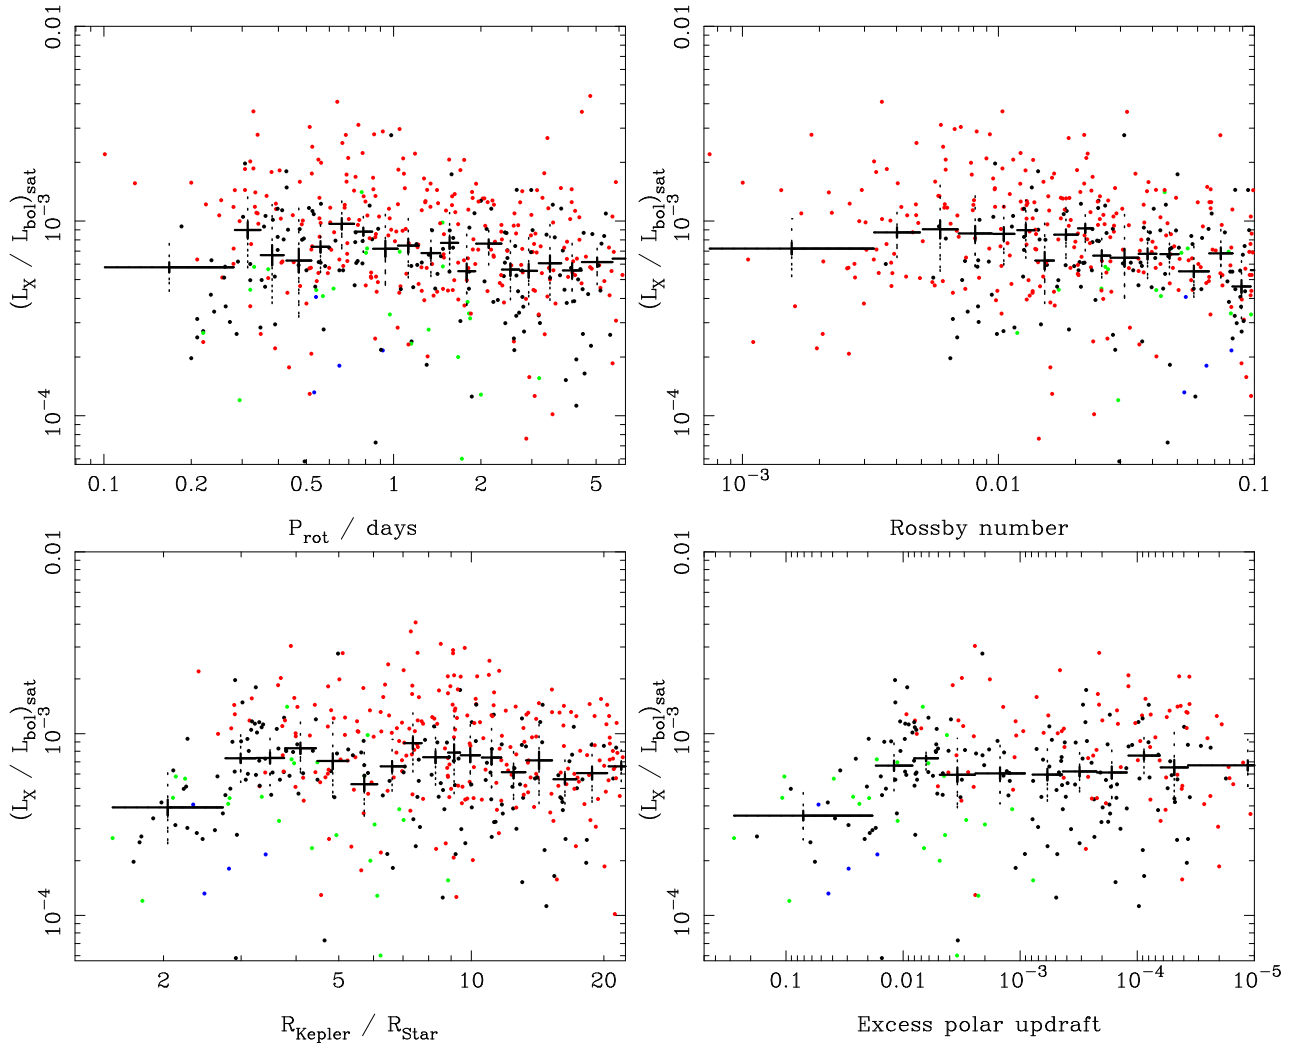 0.01
10⁻³
10⁻⁴
(L_X / L_bol)_sat
0.1 0.2 0.5 1 2 5
P_rot / days
0.01
10⁻³
10⁻⁴
(L_X / L_bol)_sat
10⁻³ 0.01 0.1
Rossby number
0.01
10⁻³
10⁻⁴
(L_X / L_bol)_sat
2 5 10 20
R_Kepler / R_Star
0.01
10⁻³
10⁻⁴
(L_X / L_bol)_sat
0.1 0.01 10⁻³ 10⁻⁴ 10⁻⁵
Excess polar updraft